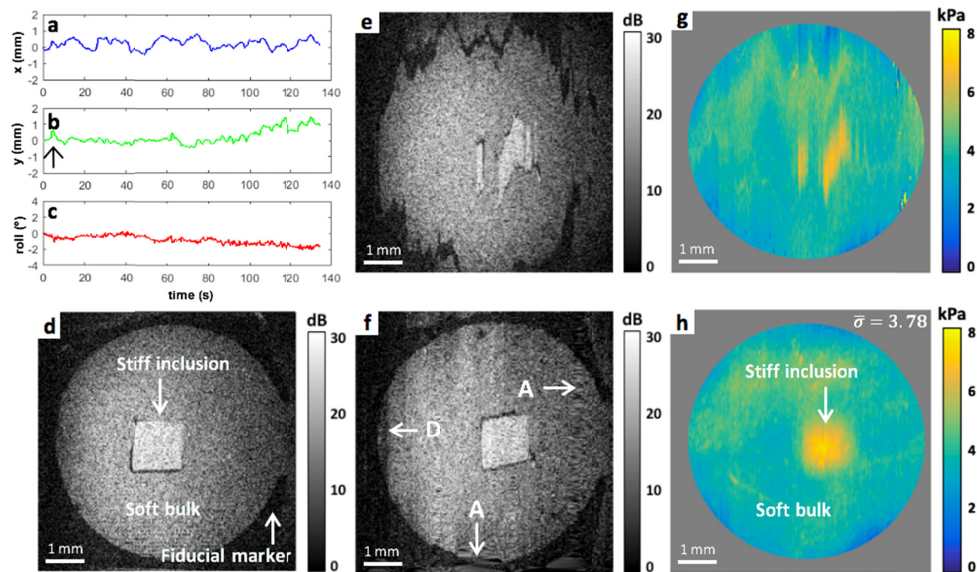 a
x (mm)
2
1
0
-1
-2
0 20 40 60 80 100 120 140
b
y (mm)
2
1
0
-1
-2
0 20 40 60 80 100 120 140
c
roll (°)
4
2
0
-2
-4
0 20 40 60 80 100 120 140
time (s)
d
Stiff inclusion
Soft bulk
Fiducial marker
1 mm
dB
30
20
10
0
e
1 mm
dB
30
20
10
0
f
A
D
A
1 mm
dB
30
20
10
0
g
1 mm
kPa
8
6
4
2
0
h
σ̅ = 3.78
Stiff inclusion
Soft bulk
1 mm
kPa
8
6
4
2
0